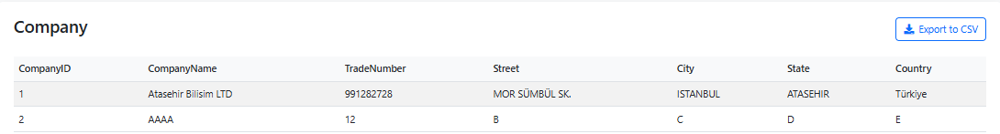 Company
Export to CSV
CompanyID CompanyName TradeNumber Street City State Country
1 Atasehir Bilisim LTD 991282728 MOR SÜMBÜL SK. ISTANBUL ATASEHIR Türkiye
2 AAAA 12 B C D E